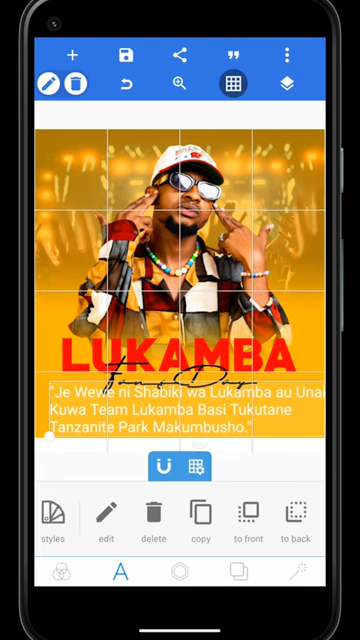 LUKAMBA
Fans Day
"Je Wewe ni Shabiki wa Lukamba au Unai
Kuwa Team Lukamba Basi Tukutane
Tanzanite Park Makumbusho."
styles
edit
delete
copy
to front
to back